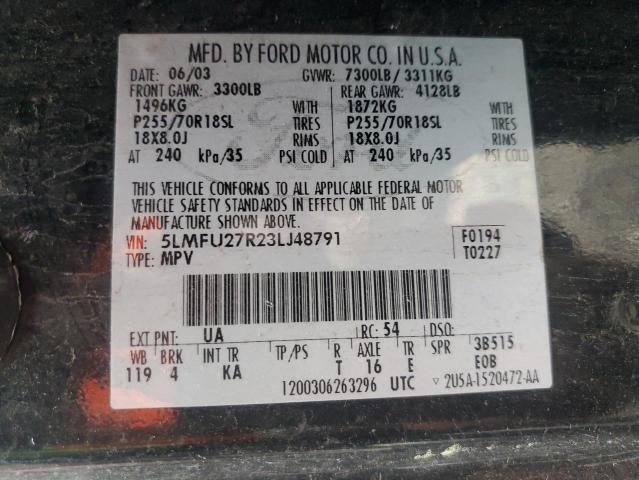 MFD. BY FORD MOTOR CO. IN U.S.A.
DATE: 06/03 GVWR: 7300LB/ 3311KG
FRONT GAWR: 3300LB REAR GAWR: 4128LB
1496KG WITH 1872KG WITH
P255/70R18SL TIRES P255/70R18SL TIRES
18X8.0J RIMS 18X8.0J RIMS
AT 240 kPa/35 PSI COLD AT 240 kPa/35 PSI COLD
THIS VEHICLE CONFORMS TO ALL APPLICABLE FEDERAL MOTOR
VEHICLE SAFETY STANDARDS IN EFFECT ON THE DATE OF
MANUFACTURE SHOWN ABOVE.
VIN: 5LMFU27R23LJ48791 F0194
TYPE: MPV T0227
EXT PNT: UA RC: 54 DSO:
WB BRK INT TR TP/PS R AXLE TR SPR 3B515
119 4 KA T 16 E E0B
1200306263296 UTC ▽ 2U5A-1520472-AA
Ford